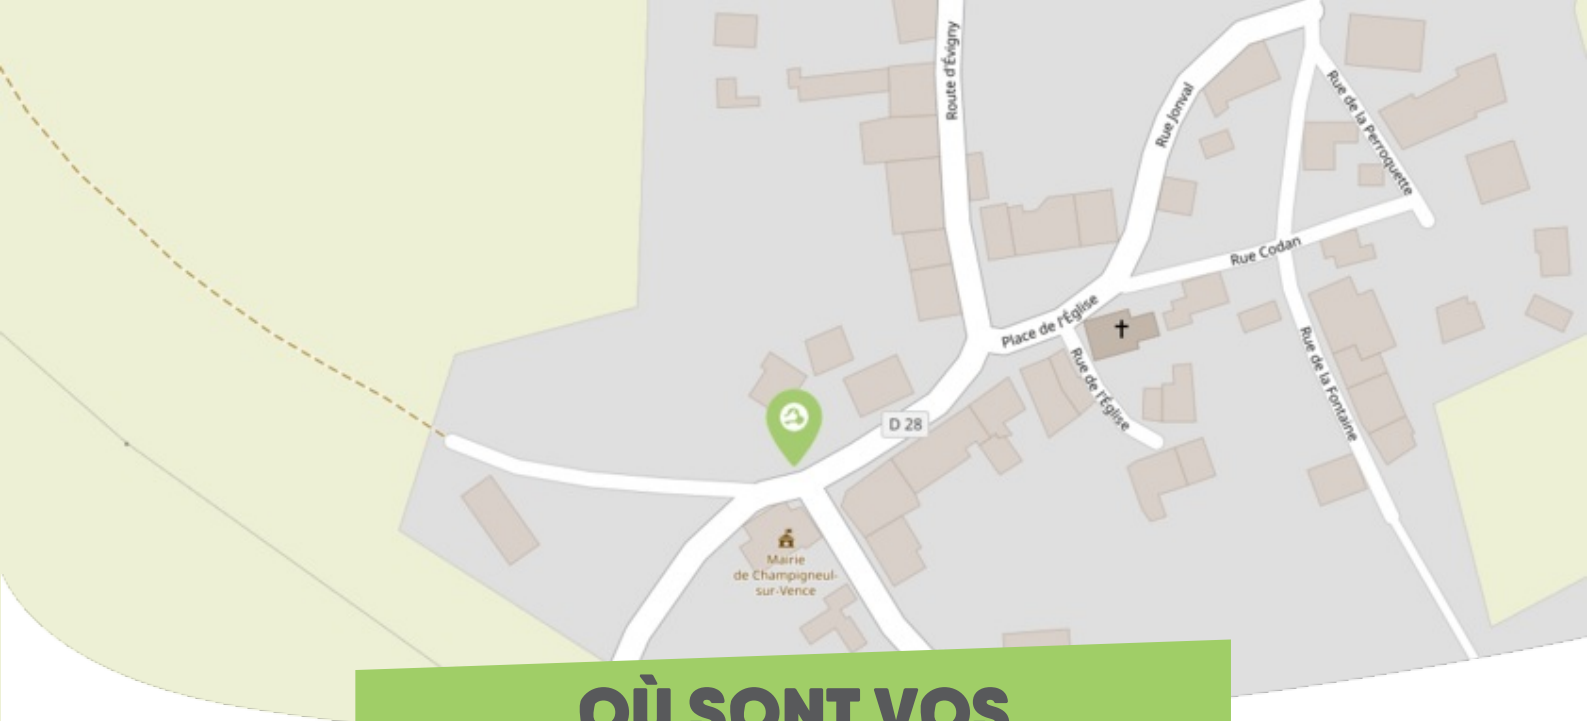 Route d'Évigny
Rue Jonval
Rue de la Perroquette
Rue Codan
Place de l'Église
Rue de l'Église
Rue de la Fontaine
D 28
Mairie
de Champigneul-
sur-Vence
OÙ SONT VOS